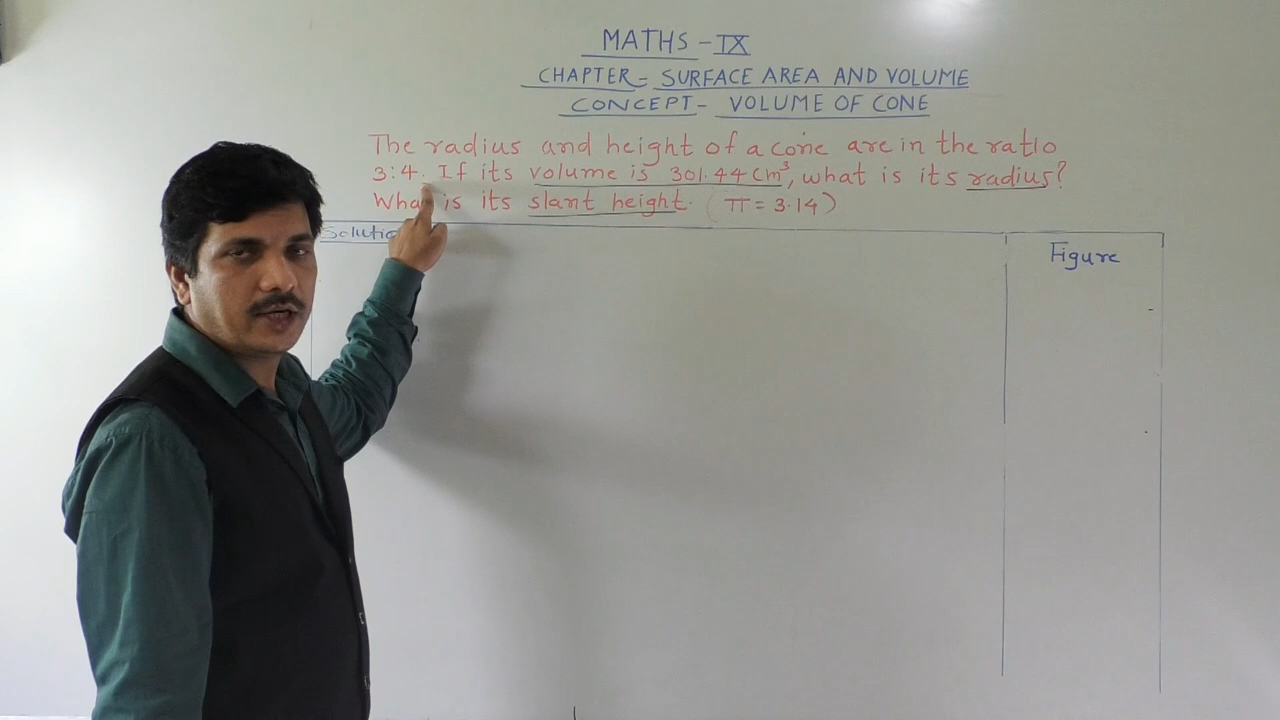 MATHS - IX
CHAPTER - SURFACE AREA AND VOLUME
CONCEPT - VOLUME OF CONE
The radius and height of a cone are in the ratio
3:4. If its volume is 301.44 cm³, what is its radius?
What is its slant height. (π = 3.14)
Figure